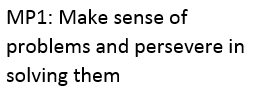 MP1: Make sense of
problems and persevere in
solving them